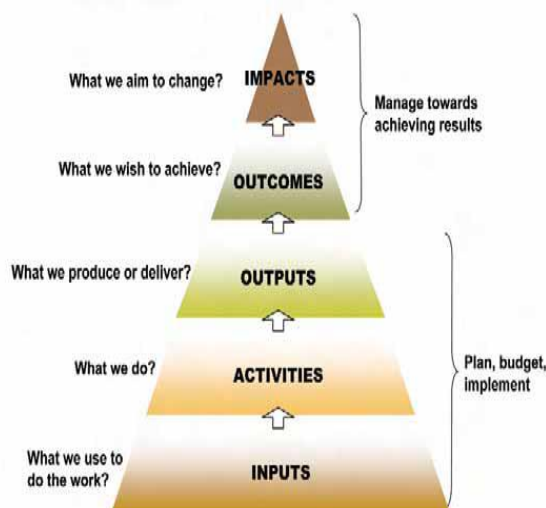 What we aim to change?
IMPACTS
Manage towards
achieving results
What we wish to achieve?
OUTCOMES
What we produce or deliver?
OUTPUTS
What we do?
ACTIVITIES
Plan, budget,
implement
What we use to
do the work?
INPUTS